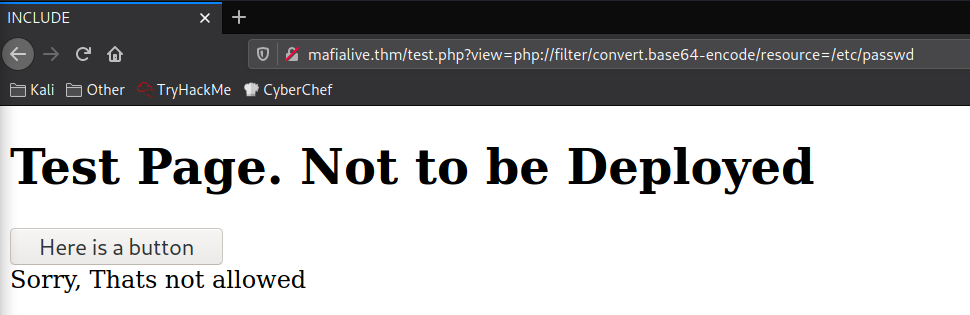 INCLUDE
mafialive.thm/test.php?view=php://filter/convert.base64-encode/resource=/etc/passwd
Kali Other TryHackMe CyberChef
Test Page. Not to be Deployed
Here is a button
Sorry, Thats not allowed